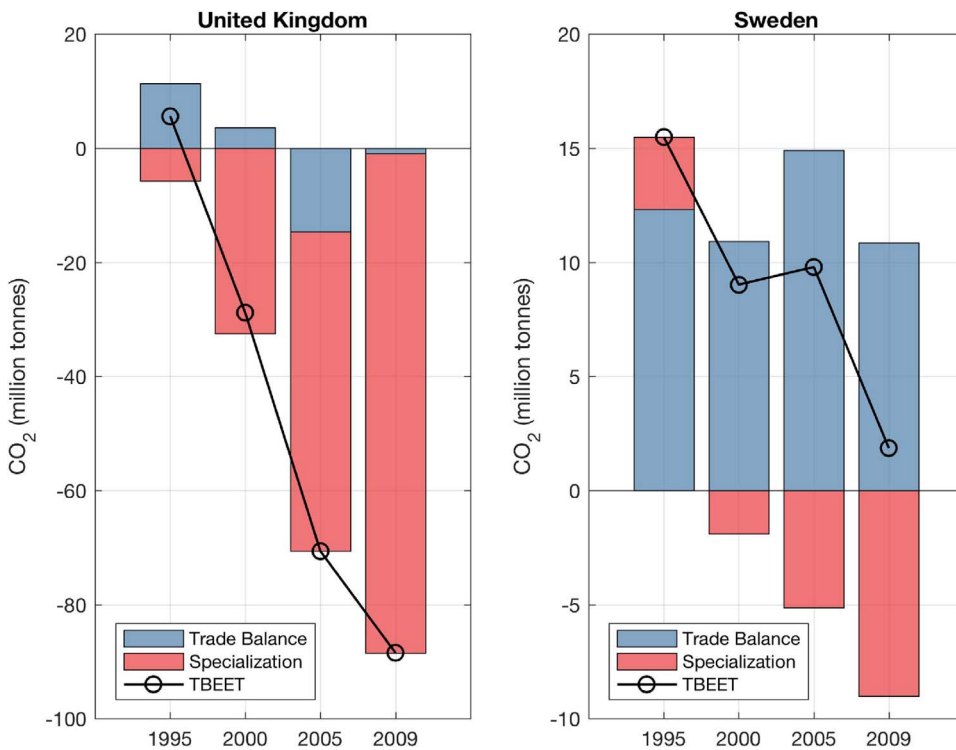 United Kingdom
20
0
-20
-40
-60
-80
-100
CO2 (million tonnes)
Trade Balance
Specialization
TBEET
1995 2000 2005 2009
Sweden
20
15
10
5
0
-5
-10
CO2 (million tonnes)
Trade Balance
Specialization
TBEET
1995 2000 2005 2009